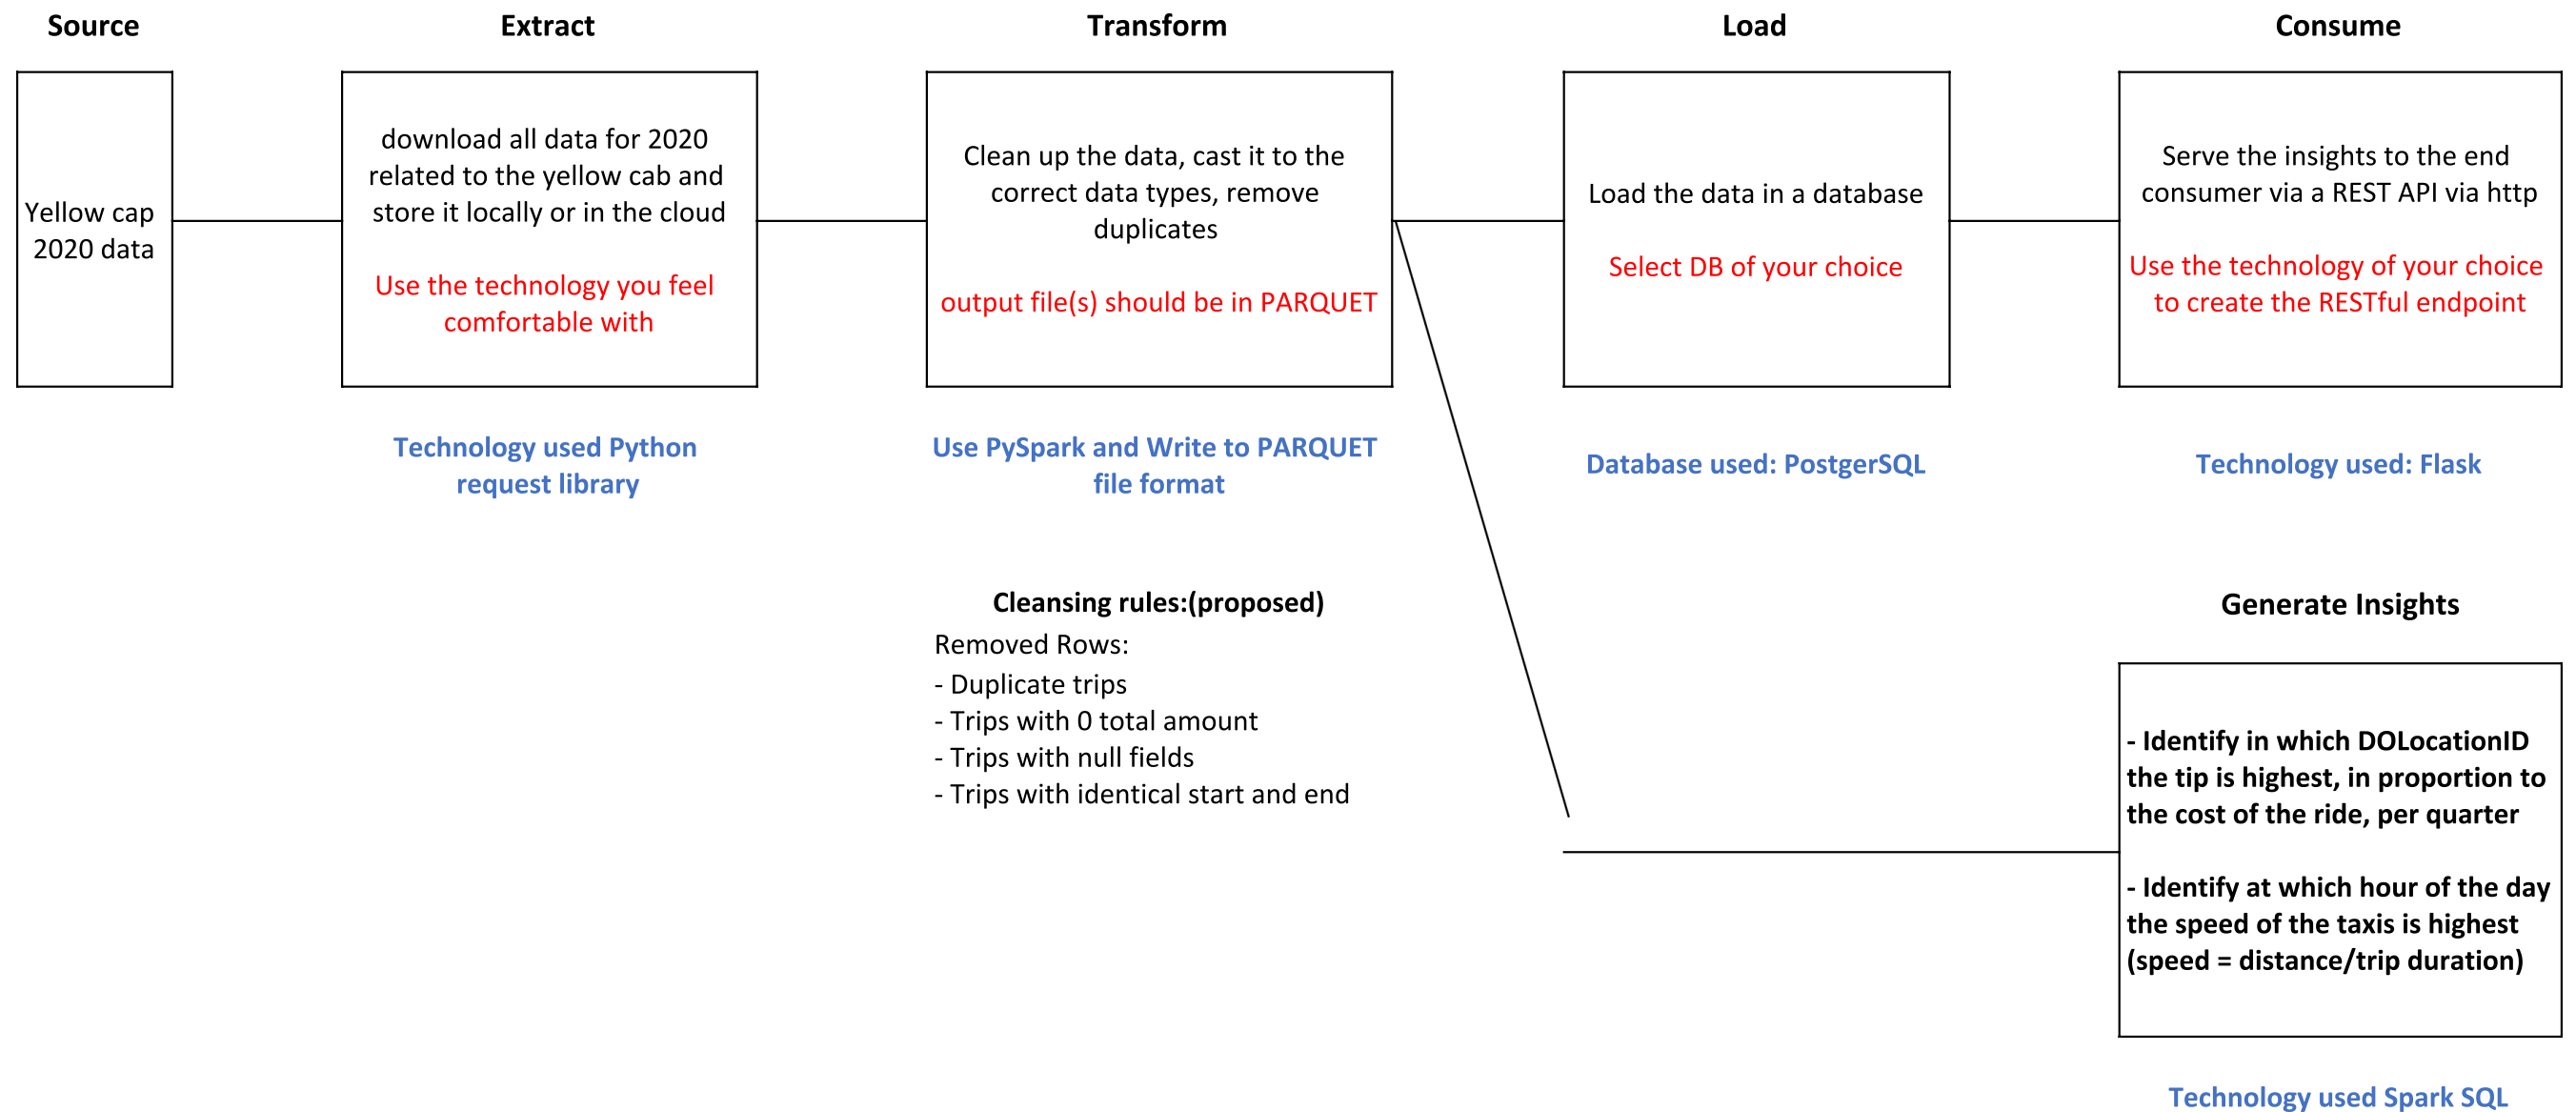 Source
Extract
Transform
Load
Consume
Yellow cap
2020 data
download all data for 2020
related to the yellow cab and
store it locally or in the cloud
Use the technology you feel
comfortable with
Clean up the data, cast it to the
correct data types, remove
duplicates
output file(s) should be in PARQUET
Load the data in a database
Select DB of your choice
Serve the insights to the end
consumer via a REST API via http
Use the technology of your choice
to create the RESTful endpoint
Technology used Python
request library
Use PySpark and Write to PARQUET
file format
Database used: PostgerSQL
Technology used: Flask
Cleansing rules:(proposed)
Removed Rows:
- Duplicate trips
- Trips with 0 total amount
- Trips with null fields
- Trips with identical start and end
Generate Insights
- Identify in which DOLocationID
the tip is highest, in proportion to
the cost of the ride, per quarter
- Identify at which hour of the day
the speed of the taxis is highest
(speed = distance/trip duration)
Technology used Spark SQL